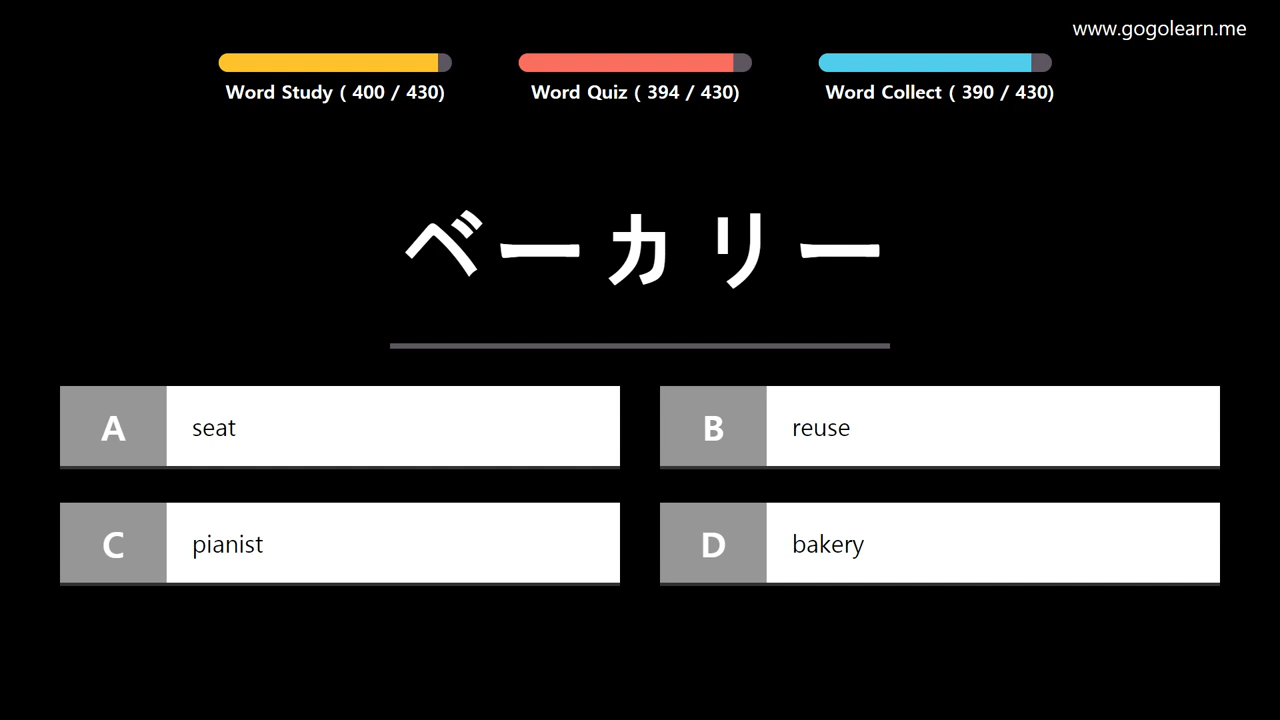 www.gogolearn.me
Word Study ( 400 / 430)
Word Quiz ( 394 / 430)
Word Collect ( 390 / 430)
ベーカリー
A seat
B reuse
C pianist
D bakery